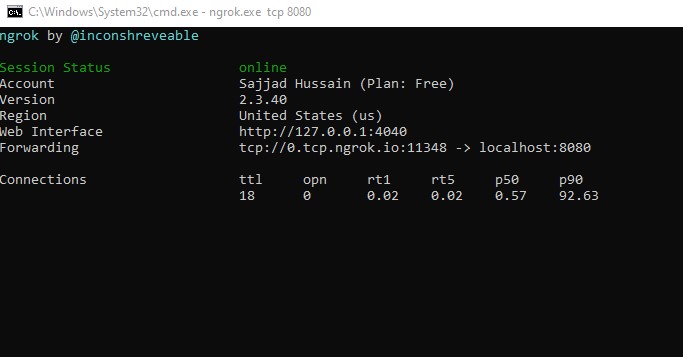 C:\Windows\System32\cmd.exe - ngrok.exe tcp 8080
ngrok by @inconshreveable
Session Status online
Account Sajjad Hussain (Plan: Free)
Version 2.3.40
Region United States (us)
Web Interface http://127.0.0.1:4040
Forwarding tcp://0.tcp.ngrok.io:11348 -> localhost:8080
Connections ttl opn rt1 rt5 p50 p90
18 0 0.02 0.02 0.57 92.63